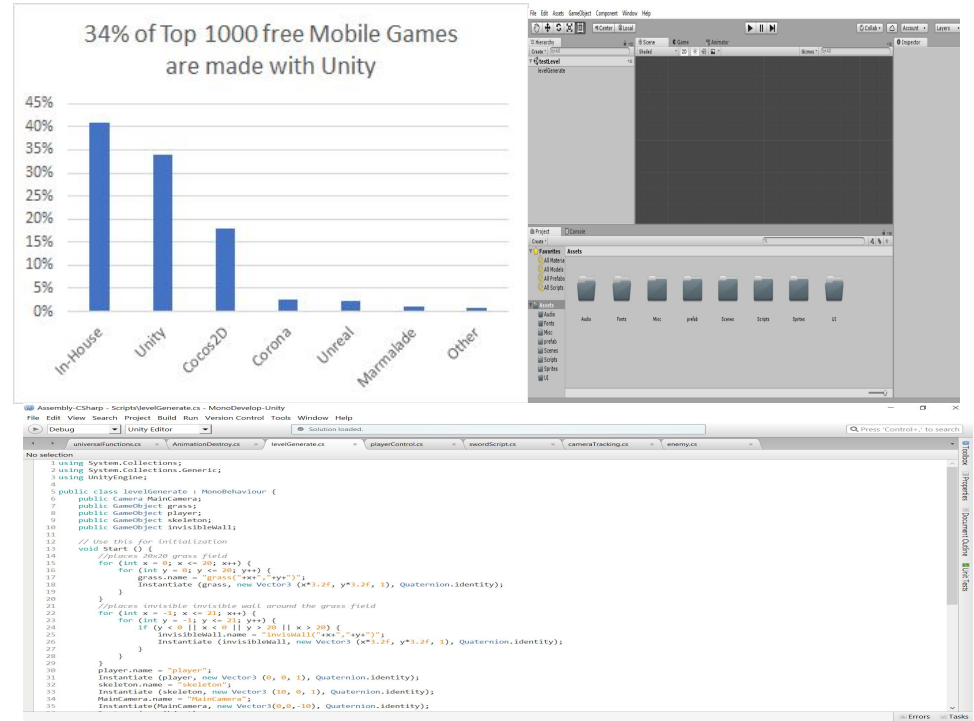 34% of Top 1000 free Mobile Games
are made with Unity
45%
40%
35%
30%
25%
20%
15%
10%
5%
0%
In-House
Unity
Cocos2D
Corona
Unreal
Marmalade
Other
File Edit Assets GameObject Component Window Help
Center Local
Collab Account Layers
Hierarchy
Create
testLevel
levelGenerate
Scene Game Animator
Shaded 2D Gizmos
Inspector
Project Console
Create
Favorites
All Materia
All Models
All Prefabs
All Scripts
Assets
Audio
Fonts
Misc
prefab
Scenes
Scripts
Sprites
UI
Assets
Audio Fonts Misc prefab Scenes Scripts Sprites UI
Assembly-CSharp - Scripts\levelGenerate.cs - MonoDevelop-Unity
File Edit View Search Project Build Run Version Control Tools Window Help
Debug Unity Editor Solution loaded. Press 'Control+,' to search
universalFunctions.cs AnimationDestroy.cs levelGenerate.cs playerControl.cs swordScript.cs cameraTracking.cs enemy.cs
No selection
1 using System.Collections;
2 using System.Collections.Generic;
3 using UnityEngine;
4
5 public class levelGenerate : MonoBehaviour {
6 public Camera MainCamera;
7 public GameObject grass;
8 public GameObject player;
9 public GameObject skeleton;
10 public GameObject invisibleWall;
11
12 // Use this for initialization
13 void Start () {
14 //places 20x20 grass field
15 for (int x = 0; x <= 20; x++) {
16 for (int y = 0; y <= 20; y++) {
17 grass.name = "grass("+x+","+y+")";
18 Instantiate (grass, new Vector3 (x*3.2f, y*3.2f, 1), Quaternion.identity);
19 }
20 }
21 //places invisible invisible wall around the grass field
22 for (int x = -1; x <= 21; x++) {
23 for (int y = -1; y <= 21; y++) {
24 if (y < 0 || x < 0 || y > 20 || x > 20) {
25 invisibleWall.name = "invisWall("+x+","+y+")";
26 Instantiate (invisibleWall, new Vector3 (x*3.2f, y*3.2f, 1), Quaternion.identity);
27 }
28 }
29 }
30 player.name = "player";
31 Instantiate (player, new Vector3 (0, 0, 1), Quaternion.identity);
32 skeleton.name = "skeleton";
33 Instantiate (skeleton, new Vector3 (10, 0, 1), Quaternion.identity);
34 MainCamera.name = "MainCamera";
35 Instantiate(MainCamera, new Vector3(0,0,-10), Quaternion.identity);
Toolbox
Properties
Document Outline
Unit Tests
Errors Tasks